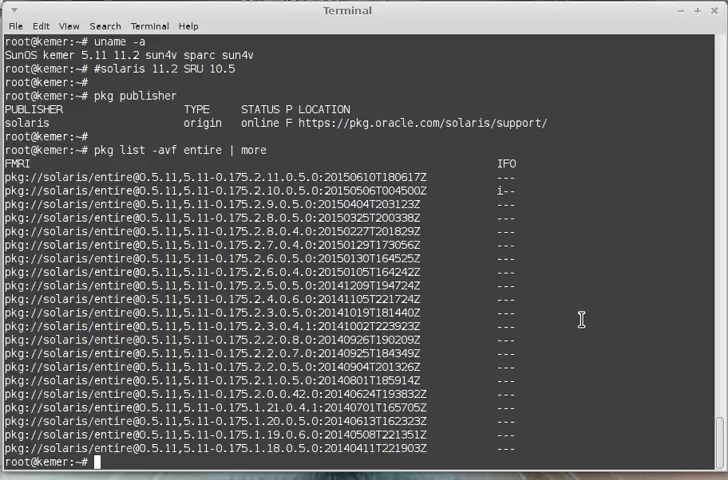 Terminal
File Edit View Search Terminal Help
root@kemer:~# uname -a
SunOS kemer 5.11 11.2 sun4v sparc sun4v
root@kemer:~# #solaris 11.2 SRU 10.5
root@kemer:~#
root@kemer:~# pkg publisher
PUBLISHER TYPE STATUS P LOCATION
solaris origin online F https://pkg.oracle.com/solaris/support/
root@kemer:~#
root@kemer:~# pkg list -avf entire | more
FMRI IFO
pkg://solaris/entire@0.5.11,5.11-0.175.2.11.0.5.0:20150610T180617Z ---
pkg://solaris/entire@0.5.11,5.11-0.175.2.10.0.5.0:20150506T004500Z i--
pkg://solaris/entire@0.5.11,5.11-0.175.2.9.0.5.0:20150404T203123Z ---
pkg://solaris/entire@0.5.11,5.11-0.175.2.8.0.5.0:20150325T200338Z ---
pkg://solaris/entire@0.5.11,5.11-0.175.2.8.0.4.0:20150227T201829Z ---
pkg://solaris/entire@0.5.11,5.11-0.175.2.7.0.4.0:20150129T173056Z ---
pkg://solaris/entire@0.5.11,5.11-0.175.2.6.0.5.0:20150130T164525Z ---
pkg://solaris/entire@0.5.11,5.11-0.175.2.6.0.4.0:20150105T164242Z ---
pkg://solaris/entire@0.5.11,5.11-0.175.2.5.0.5.0:20141209T194724Z ---
pkg://solaris/entire@0.5.11,5.11-0.175.2.4.0.6.0:20141105T221724Z ---
pkg://solaris/entire@0.5.11,5.11-0.175.2.3.0.5.0:20141019T181440Z ---
pkg://solaris/entire@0.5.11,5.11-0.175.2.3.0.4.1:20141002T223923Z ---
pkg://solaris/entire@0.5.11,5.11-0.175.2.2.0.8.0:20140926T190209Z ---
pkg://solaris/entire@0.5.11,5.11-0.175.2.2.0.7.0:20140925T184349Z ---
pkg://solaris/entire@0.5.11,5.11-0.175.2.2.0.5.0:20140904T201326Z ---
pkg://solaris/entire@0.5.11,5.11-0.175.2.1.0.5.0:20140801T185914Z ---
pkg://solaris/entire@0.5.11,5.11-0.175.2.0.0.42.0:20140624T193832Z ---
pkg://solaris/entire@0.5.11,5.11-0.175.1.21.0.4.1:20140701T165705Z ---
pkg://solaris/entire@0.5.11,5.11-0.175.1.20.0.5.0:20140613T162323Z ---
pkg://solaris/entire@0.5.11,5.11-0.175.1.19.0.6.0:20140508T221351Z ---
pkg://solaris/entire@0.5.11,5.11-0.175.1.18.0.5.0:20140411T221903Z ---
root@kemer:~#